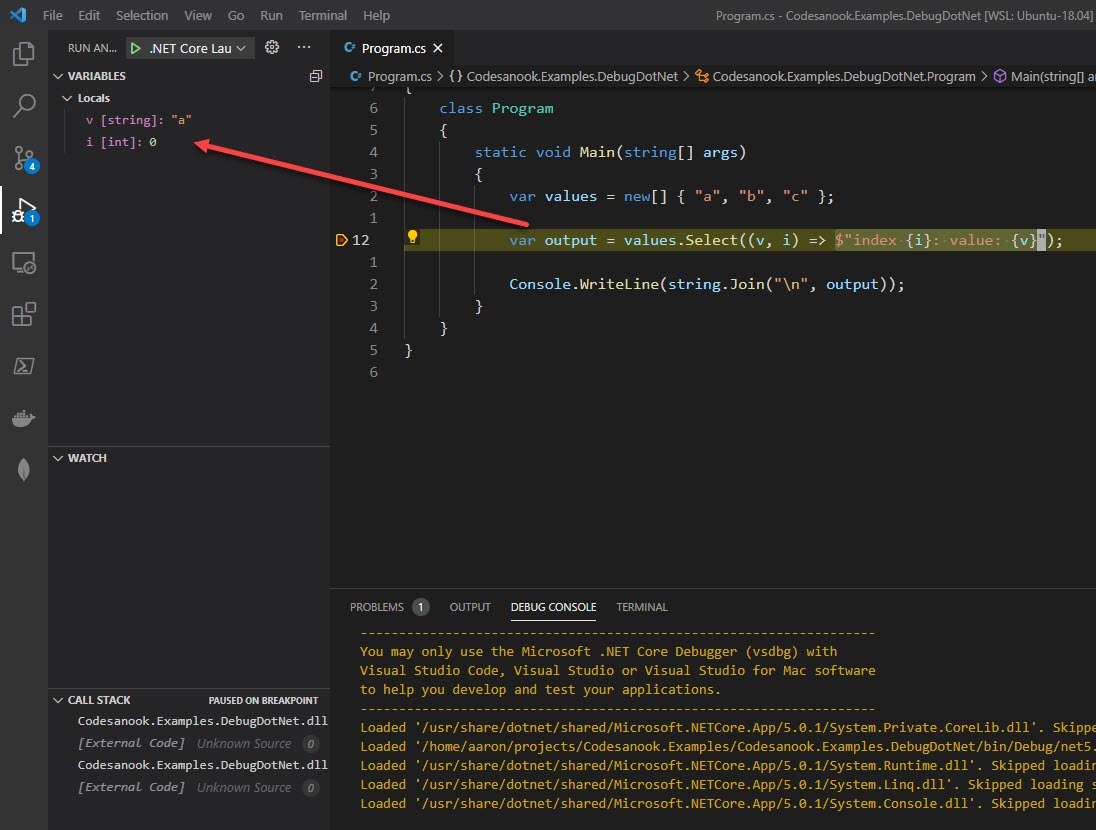 File Edit Selection View Go Run Terminal Help Program.cs - Codesanook.Examples.DebugDotNet [WSL: Ubuntu-18.04]
RUN AN... .NET Core Lau ...
Program.cs
VARIABLES
Program.cs > {} Codesanook.Examples.DebugDotNet > Codesanook.Examples.DebugDotNet.Program > Main(string[] ar
Locals
v [string]: "a"
i [int]: 0
4
1
7 {
6 class Program
5 {
4 static void Main(string[] args)
3 {
2 var values = new[] { "a", "b", "c" };
1
12 var output = values.Select((v, i) => $"index {i}: value: {v}");
1
2 Console.WriteLine(string.Join("\n", output));
3 }
4 }
5 }
6
WATCH
PROBLEMS 1 OUTPUT DEBUG CONSOLE TERMINAL
-------------------------------------------------------------------
You may only use the Microsoft .NET Core Debugger (vsdbg) with
Visual Studio Code, Visual Studio or Visual Studio for Mac software
to help you develop and test your applications.
-------------------------------------------------------------------
Loaded '/usr/share/dotnet/shared/Microsoft.NETCore.App/5.0.1/System.Private.CoreLib.dll'. Skippe
Loaded '/home/aaron/projects/Codesanook.Examples/Codesanook.Examples.DebugDotNet/bin/Debug/net5.
Loaded '/usr/share/dotnet/shared/Microsoft.NETCore.App/5.0.1/System.Runtime.dll'. Skipped loadin
Loaded '/usr/share/dotnet/shared/Microsoft.NETCore.App/5.0.1/System.Linq.dll'. Skipped loading s
Loaded '/usr/share/dotnet/shared/Microsoft.NETCore.App/5.0.1/System.Console.dll'. Skipped loadin
CALL STACK PAUSED ON BREAKPOINT
Codesanook.Examples.DebugDotNet.dll
[External Code] Unknown Source 0
Codesanook.Examples.DebugDotNet.dll
[External Code] Unknown Source 0